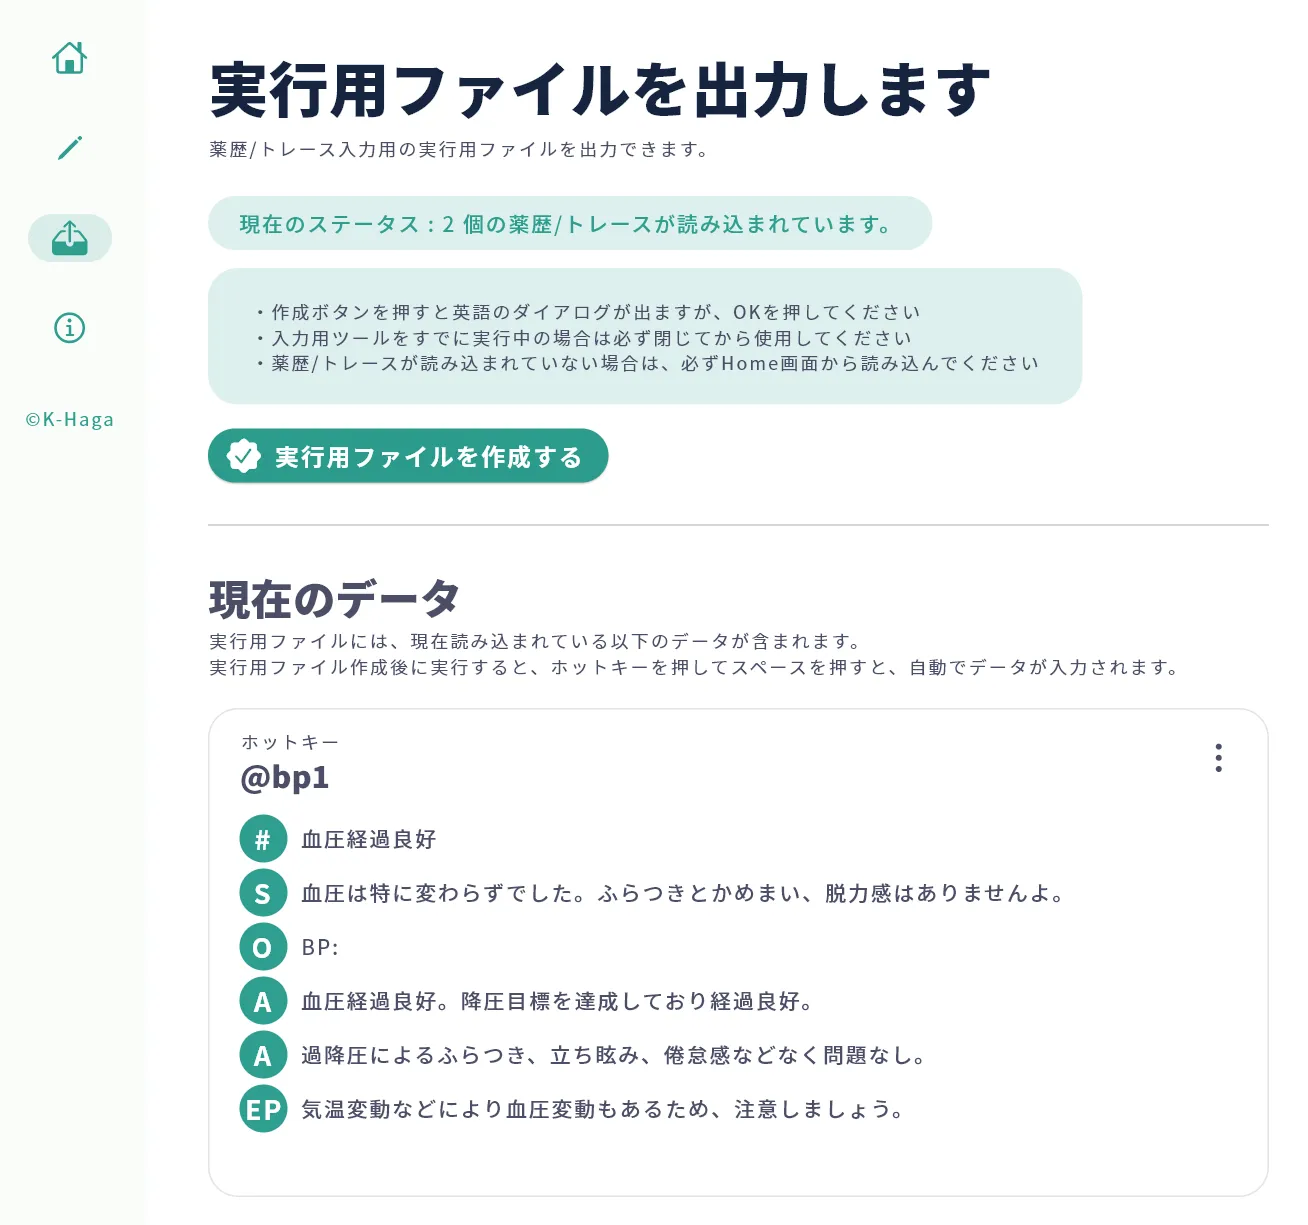 実行用ファイルを出力します
薬歴/トレース入力用の実行用ファイルを出力できます。
現在のステータス : 2 個の薬歴/トレースが読み込まれています。
・作成ボタンを押すと英語のダイアログが出ますが、OKを押してください
・入力用ツールをすでに実行中の場合は必ず閉じてから使用してください
・薬歴/トレースが読み込まれていない場合は、必ずHome画面から読み込んでください
©K-Haga
実行用ファイルを作成する
現在のデータ
実行用ファイルには、現在読み込まれている以下のデータが含まれます。
実行用ファイル作成後に実行すると、ホットキーを押してスペースを押すと、自動でデータが入力されます。
ホットキー
@bp1
# 血圧経過良好
S 血圧は特に変わらずでした。ふらつきとかめまい、脱力感はありませんよ。
O BP:
A 血圧経過良好。降圧目標を達成しており経過良好。
A 過降圧によるふらつき、立ち眩み、倦怠感などなく問題なし。
EP 気温変動などにより血圧変動もあるため、注意しましょう。